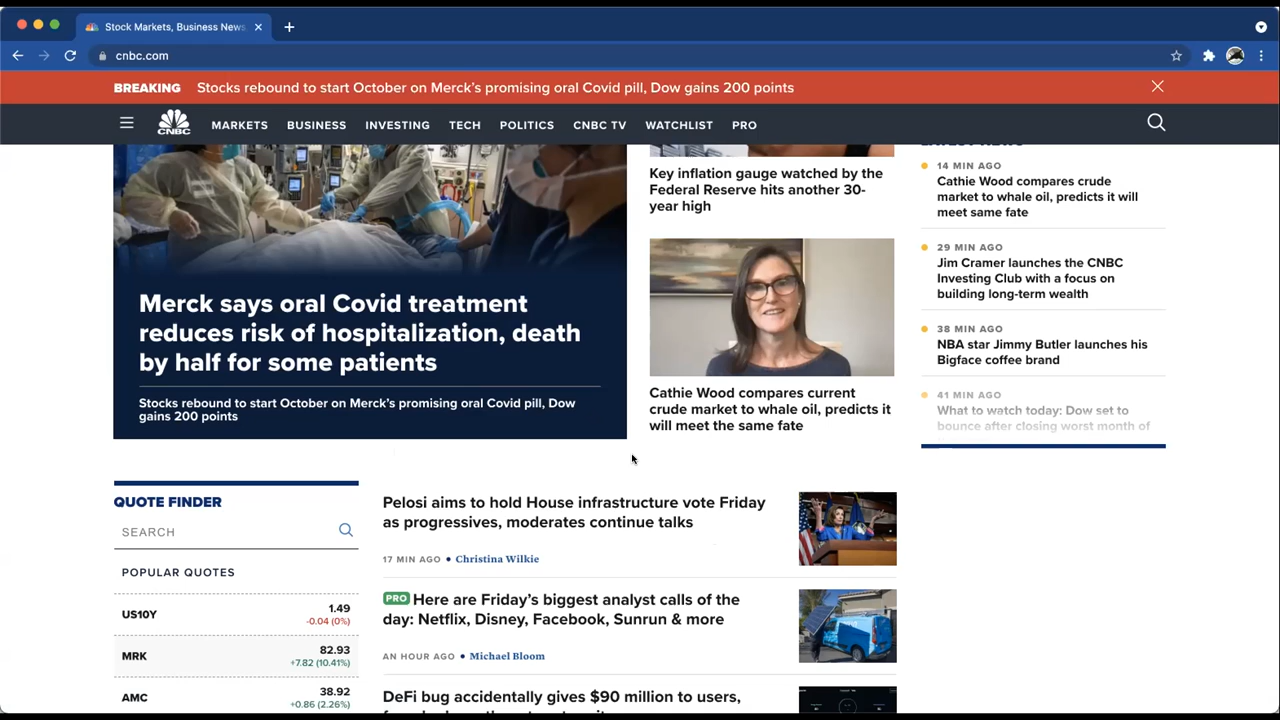 Stock Markets, Business News,
cnbc.com
BREAKING Stocks rebound to start October on Merck’s promising oral Covid pill, Dow gains 200 points
CNBC MARKETS BUSINESS INVESTING TECH POLITICS CNBC TV WATCHLIST PRO
Merck says oral Covid treatment
reduces risk of hospitalization, death
by half for some patients
Stocks rebound to start October on Merck’s promising oral Covid pill, Dow
gains 200 points
Key inflation gauge watched by the
Federal Reserve hits another 30-
year high
Cathie Wood compares current
crude market to whale oil, predicts it
will meet the same fate
LATEST NEWS
14 MIN AGO
Cathie Wood compares crude
market to whale oil, predicts it will
meet same fate
29 MIN AGO
Jim Cramer launches the CNBC
Investing Club with a focus on
building long-term wealth
38 MIN AGO
NBA star Jimmy Butler launches his
Bigface coffee brand
41 MIN AGO
What to watch today: Dow set to
bounce after closing worst month of
QUOTE FINDER
SEARCH
POPULAR QUOTES
US10Y 1.49
-0.04 (0%)
MRK 82.93
+7.82 (10.41%)
AMC 38.92
+0.86 (2.26%)
Pelosi aims to hold House infrastructure vote Friday
as progressives, moderates continue talks
17 MIN AGO • Christina Wilkie
PRO Here are Friday’s biggest analyst calls of the
day: Netflix, Disney, Facebook, Sunrun & more
AN HOUR AGO • Michael Bloom
DeFi bug accidentally gives $90 million to users,